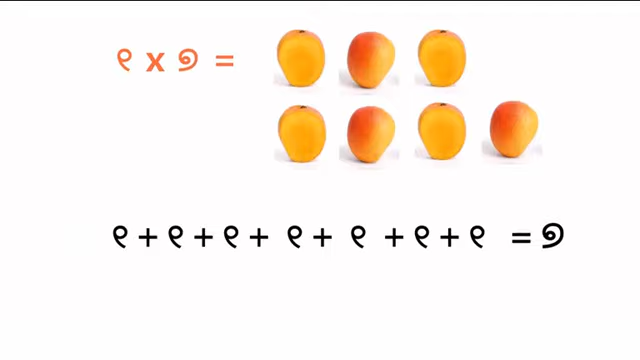 ୧ x ୭ =
୧ + ୧ + ୧ + ୧ + ୧ + ୧ + ୧ = ୭